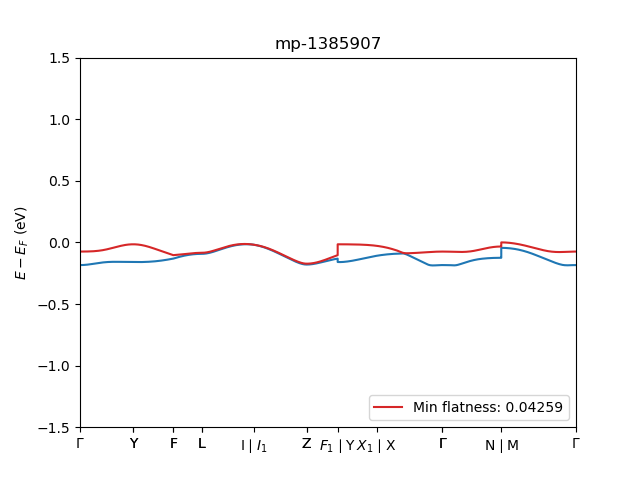 mp-1385907
1.5
1.0
0.5
0.0
−0.5
−1.0
−1.5
E − E_F (eV)
Min flatness: 0.04259
Γ Y F L I | I₁ Z F₁ | Y X₁ | X Γ N | M Γ